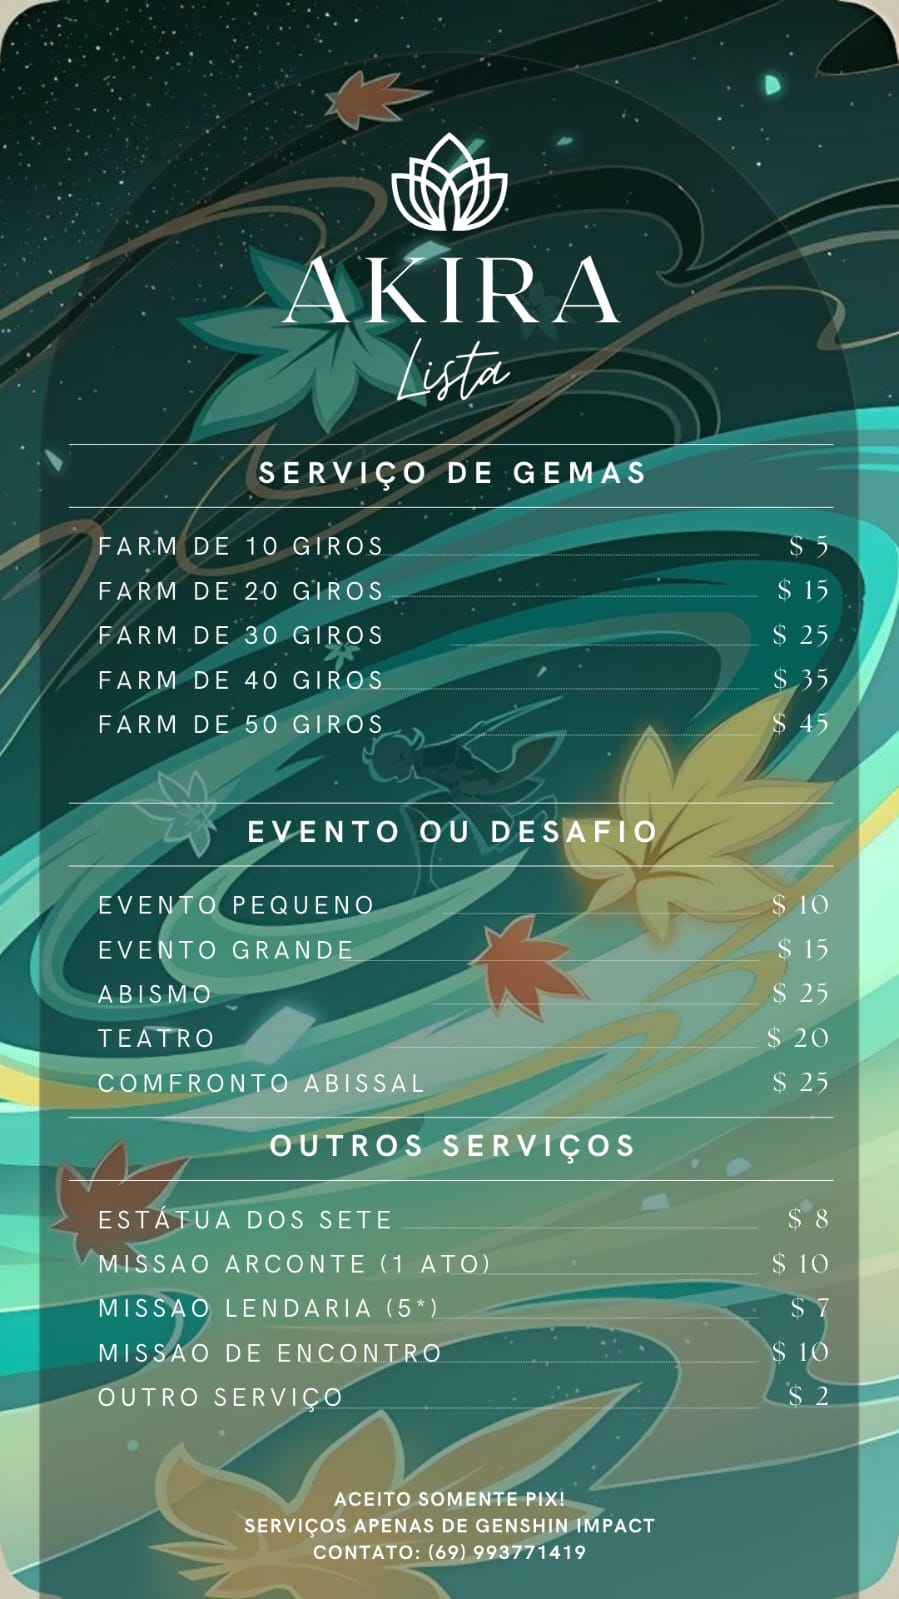 AKIRA
Lista
SERVIÇO DE GEMAS
FARM DE 10 GIROS $ 5
FARM DE 20 GIROS $ 15
FARM DE 30 GIROS $ 25
FARM DE 40 GIROS $ 35
FARM DE 50 GIROS $ 45
EVENTO OU DESAFIO
EVENTO PEQUENO $ 10
EVENTO GRANDE $ 15
ABISMO $ 25
TEATRO $ 20
COMFRONTO ABISSAL $ 25
OUTROS SERVIÇOS
ESTÁTUA DOS SETE $ 8
MISSAO ARCONTE (1 ATO) $ 10
MISSAO LENDARIA (5*) $ 7
MISSAO DE ENCONTRO $ 10
OUTRO SERVIÇO $ 2
ACEITO SOMENTE PIX!
SERVIÇOS APENAS DE GENSHIN IMPACT
CONTATO: (69) 993771419